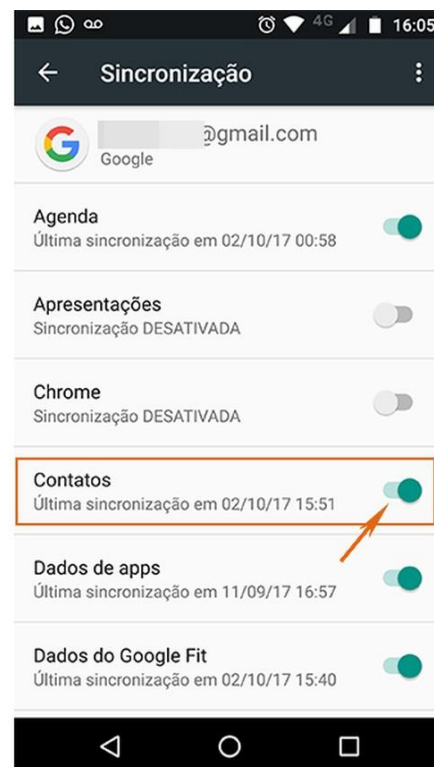 4G 16:05
Sincronização
@gmail.com
Google
Agenda
Última sincronização em 02/10/17 00:58
Apresentações
Sincronização DESATIVADA
Chrome
Sincronização DESATIVADA
Contatos
Última sincronização em 02/10/17 15:51
Dados de apps
Última sincronização em 11/09/17 16:57
Dados do Google Fit
Última sincronização em 02/10/17 15:40